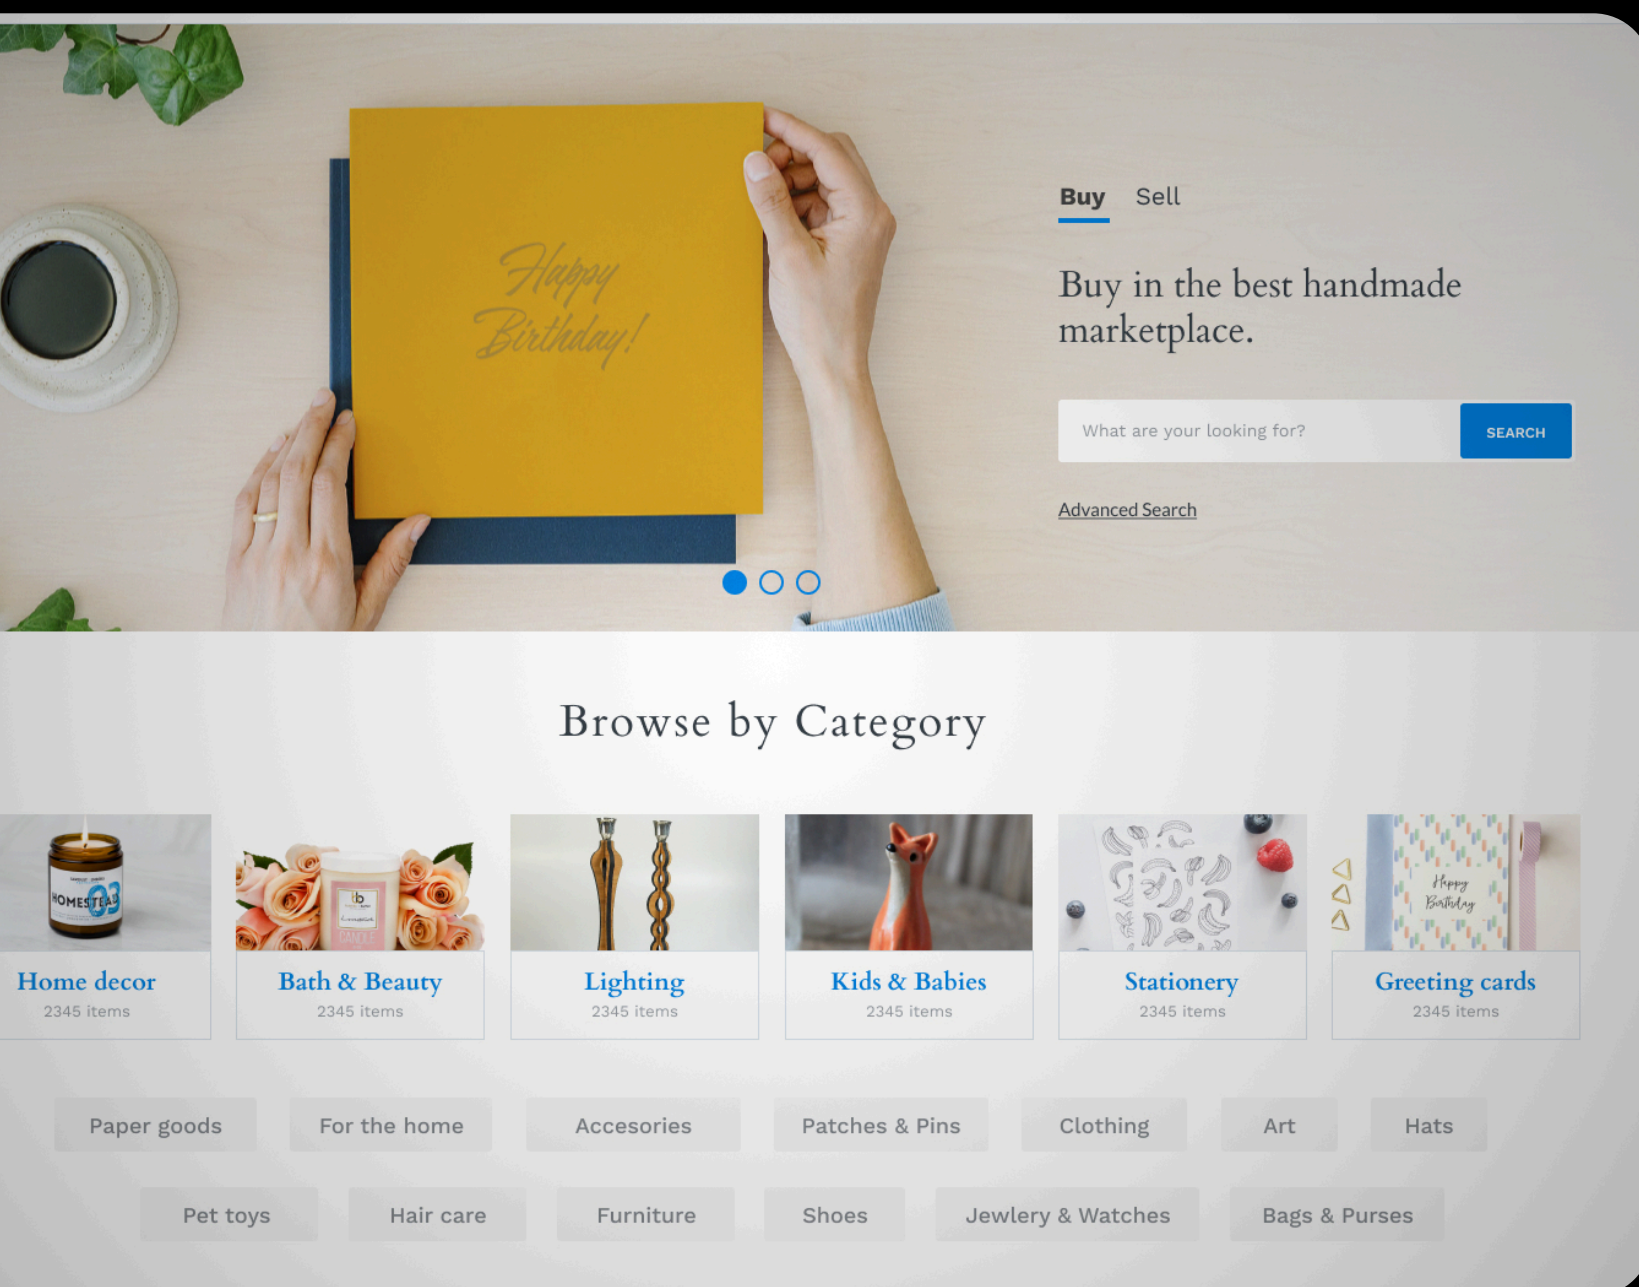 Happy
Birthday!
Buy Sell
Buy in the best handmade
marketplace.
What are your looking for?
SEARCH
Advanced Search
Browse by Category
HOMESTEAD
03
CANDLE
Happy
Birthday
Home decor
2345 items
Bath & Beauty
2345 items
Lighting
2345 items
Kids & Babies
2345 items
Stationery
2345 items
Greeting cards
2345 items
Paper goods
For the home
Accesories
Patches & Pins
Clothing
Art
Hats
Pet toys
Hair care
Furniture
Shoes
Jewlery & Watches
Bags & Purses